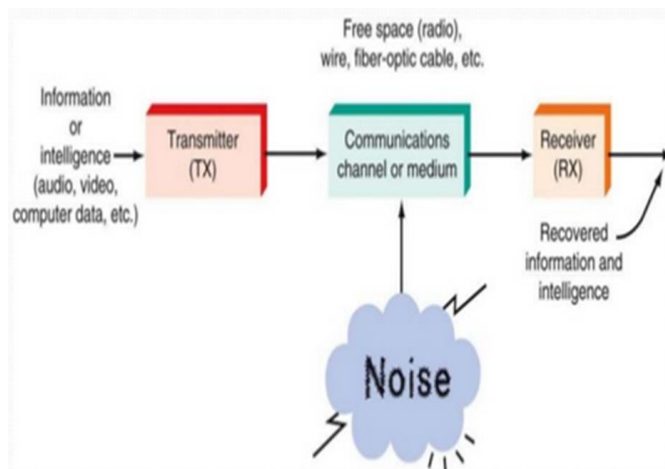 Free space (radio),
wire, fiber-optic cable, etc.
Information
or
intelligence
(audio, video,
computer data, etc.)
Transmitter
(TX)
Communications
channel or medium
Receiver
(RX)
Recovered
information and
intelligence
Noise